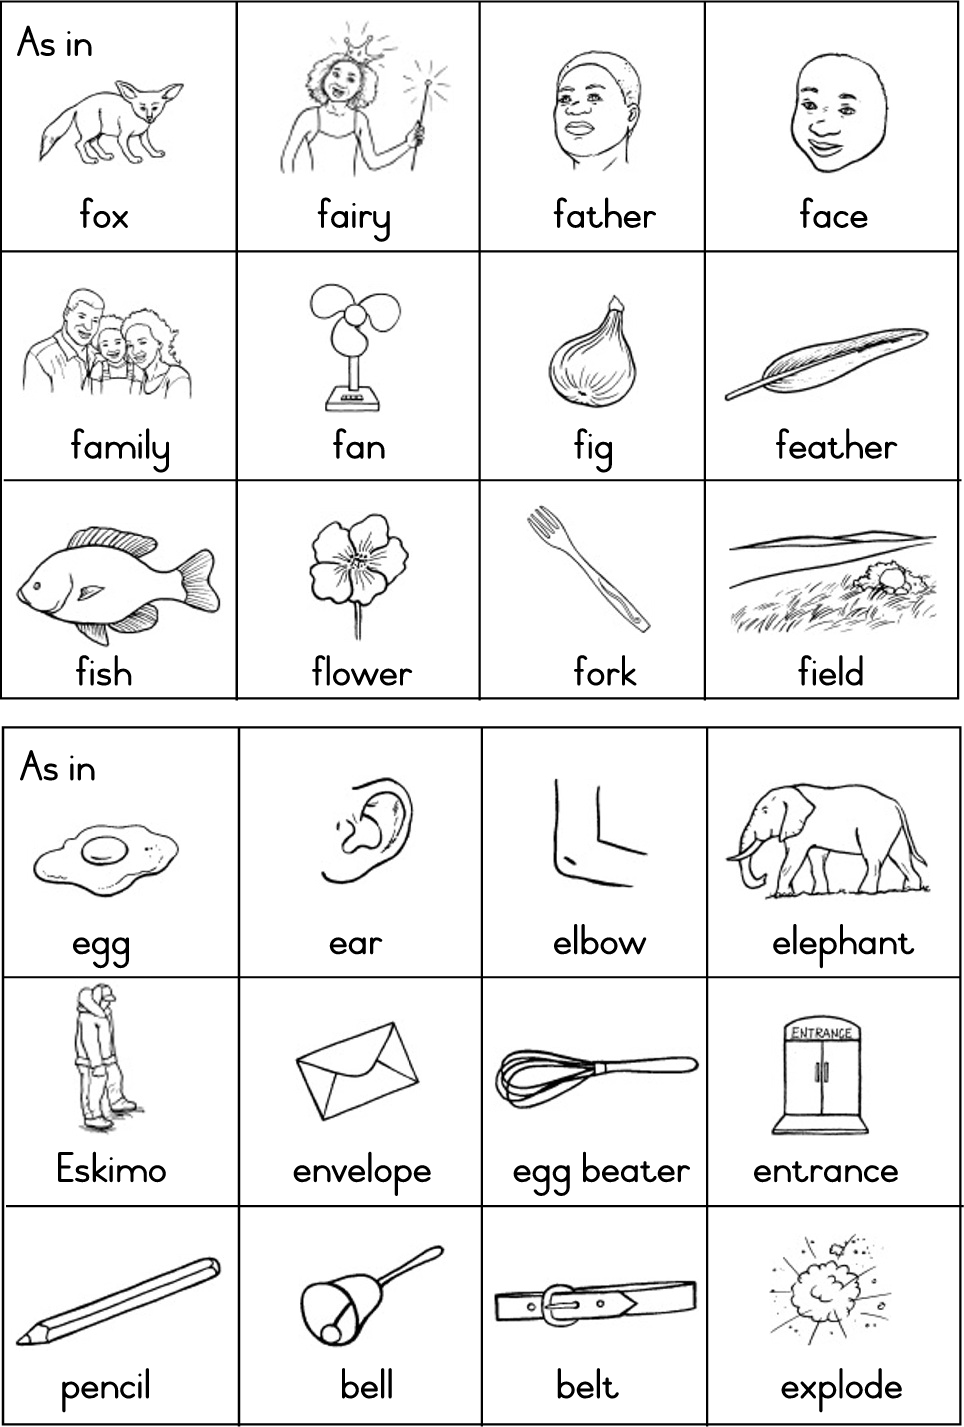 As in
fox fairy father face
family fan fig feather
fish flower fork field
As in
egg ear elbow elephant
ENTRANCE
Eskimo envelope egg beater entrance
pencil bell belt explode